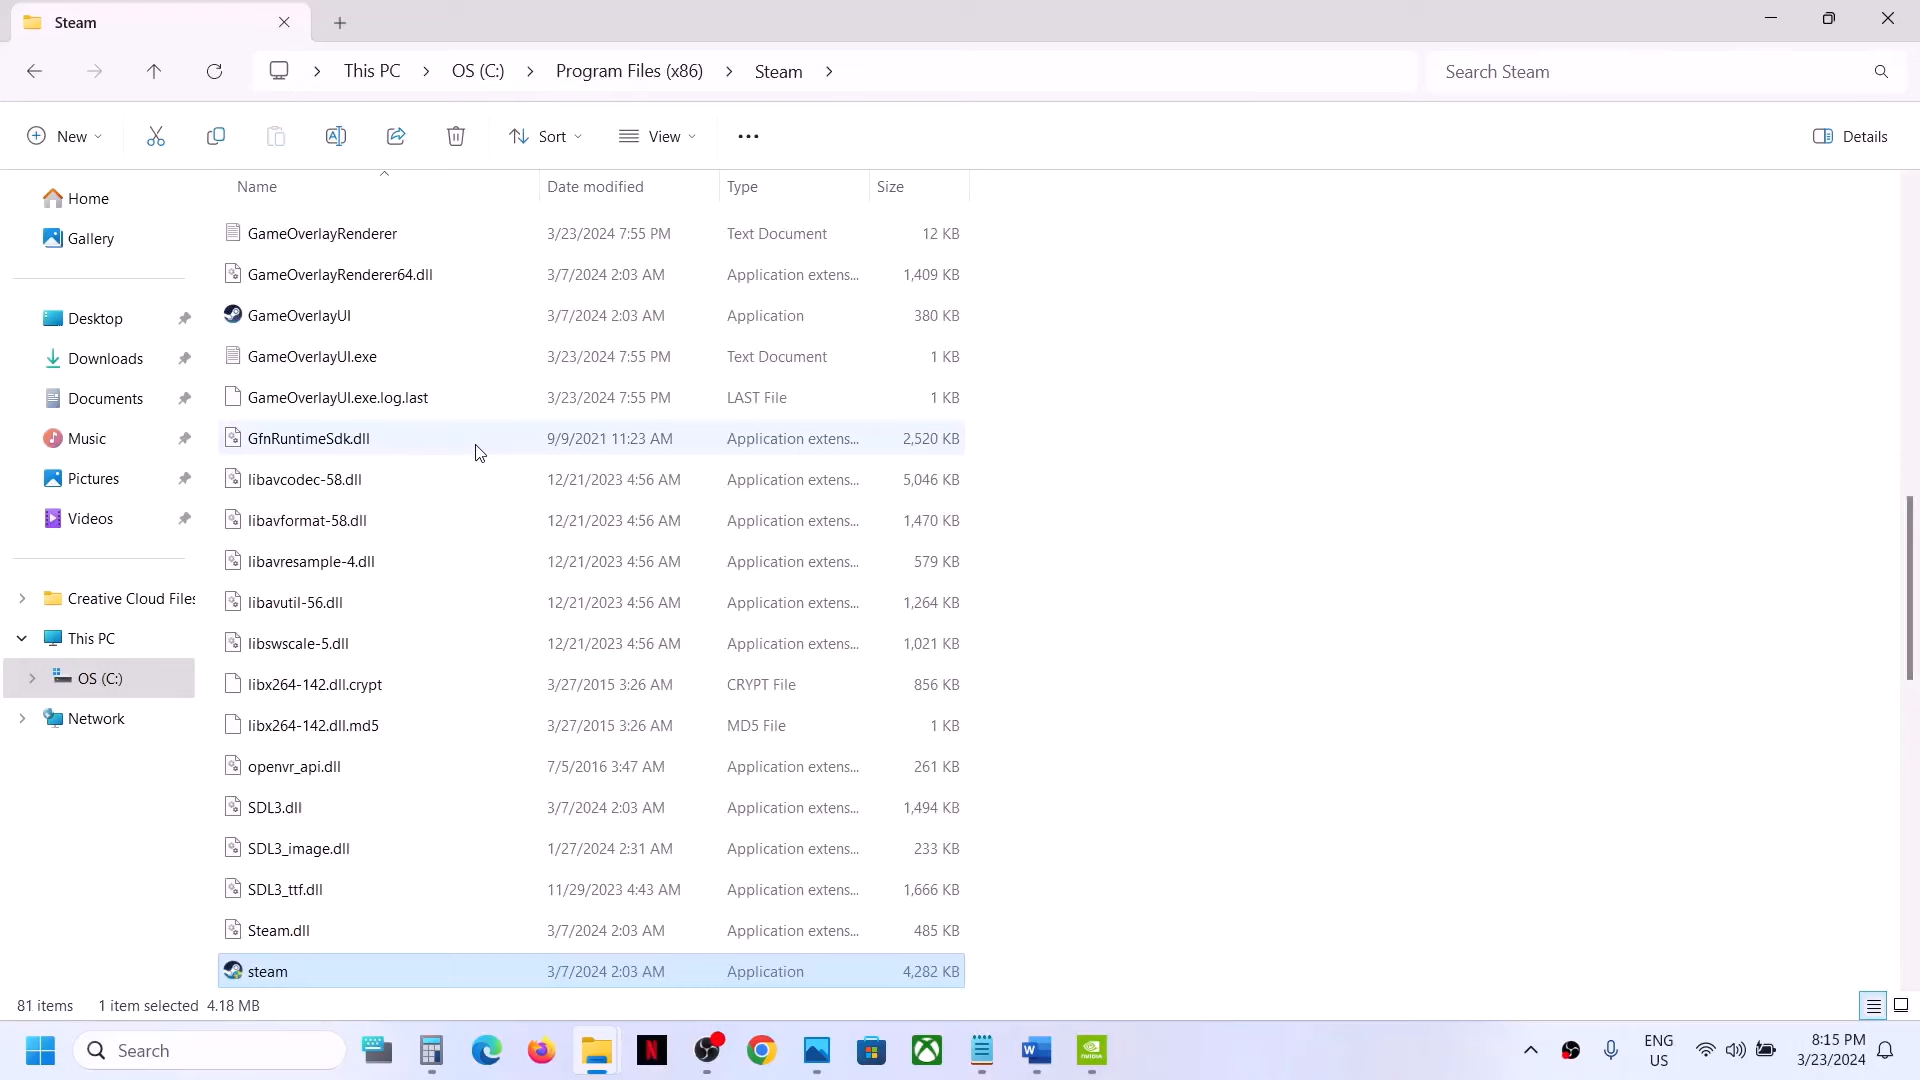 Steam
This PC OS (C:) Program Files (x86) Steam
Search Steam
New Sort View Details
Name Date modified Type Size
Home
Gallery
Desktop
Downloads
Documents
Music
Pictures
Videos
Creative Cloud Files
This PC
OS (C:)
Network
GameOverlayRenderer 3/23/2024 7:55 PM Text Document 12 KB
GameOverlayRenderer64.dll 3/7/2024 2:03 AM Application extens... 1,409 KB
GameOverlayUI 3/7/2024 2:03 AM Application 380 KB
GameOverlayUI.exe 3/23/2024 7:55 PM Text Document 1 KB
GameOverlayUI.exe.log.last 3/23/2024 7:55 PM LAST File 1 KB
GfnRuntimeSdk.dll 9/9/2021 11:23 AM Application extens... 2,520 KB
libavcodec-58.dll 12/21/2023 4:56 AM Application extens... 5,046 KB
libavformat-58.dll 12/21/2023 4:56 AM Application extens... 1,470 KB
libavresample-4.dll 12/21/2023 4:56 AM Application extens... 579 KB
libavutil-56.dll 12/21/2023 4:56 AM Application extens... 1,264 KB
libswscale-5.dll 12/21/2023 4:56 AM Application extens... 1,021 KB
libx264-142.dll.crypt 3/27/2015 3:26 AM CRYPT File 856 KB
libx264-142.dll.md5 3/27/2015 3:26 AM MD5 File 1 KB
openvr_api.dll 7/5/2016 3:47 AM Application extens... 261 KB
SDL3.dll 3/7/2024 2:03 AM Application extens... 1,494 KB
SDL3_image.dll 1/27/2024 2:31 AM Application extens... 233 KB
SDL3_ttf.dll 11/29/2023 4:43 AM Application extens... 1,666 KB
Steam.dll 3/7/2024 2:03 AM Application extens... 485 KB
steam 3/7/2024 2:03 AM Application 4,282 KB
81 items 1 item selected 4.18 MB
Search
N
W
NVIDIA
ENG
US
8:15 PM
3/23/2024